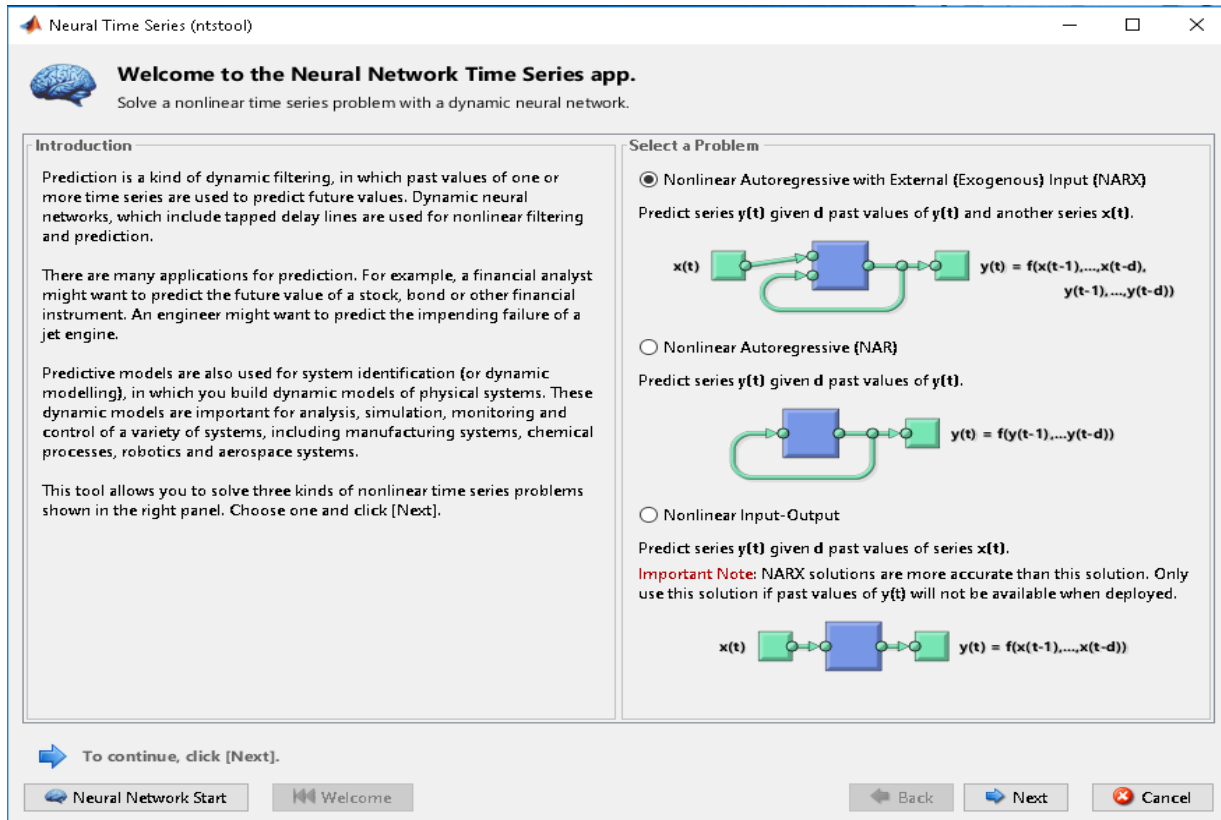 Neural Time Series (ntstool)
Welcome to the Neural Network Time Series app.
Solve a nonlinear time series problem with a dynamic neural network.
Introduction
Prediction is a kind of dynamic filtering, in which past values of one or
more time series are used to predict future values. Dynamic neural
networks, which include tapped delay lines are used for nonlinear filtering
and prediction.
There are many applications for prediction. For example, a financial analyst
might want to predict the future value of a stock, bond or other financial
instrument. An engineer might want to predict the impending failure of a
jet engine.
Predictive models are also used for system identification (or dynamic
modelling), in which you build dynamic models of physical systems. These
dynamic models are important for analysis, simulation, monitoring and
control of a variety of systems, including manufacturing systems, chemical
processes, robotics and aerospace systems.
This tool allows you to solve three kinds of nonlinear time series problems
shown in the right panel. Choose one and click [Next].
Select a Problem
Nonlinear Autoregressive with External (Exogenous) Input (NARX)
Predict series y(t) given d past values of y(t) and another series x(t).
x(t) y(t) = f(x(t-1),...,x(t-d),
y(t-1),...,y(t-d))
Nonlinear Autoregressive (NAR)
Predict series y(t) given d past values of y(t).
y(t) = f(y(t-1),...y(t-d))
Nonlinear Input-Output
Predict series y(t) given d past values of series x(t).
Important Note: NARX solutions are more accurate than this solution. Only
use this solution if past values of y(t) will not be available when deployed.
x(t) y(t) = f(x(t-1),...,x(t-d))
To continue, click [Next].
Neural Network Start Welcome Back Next Cancel